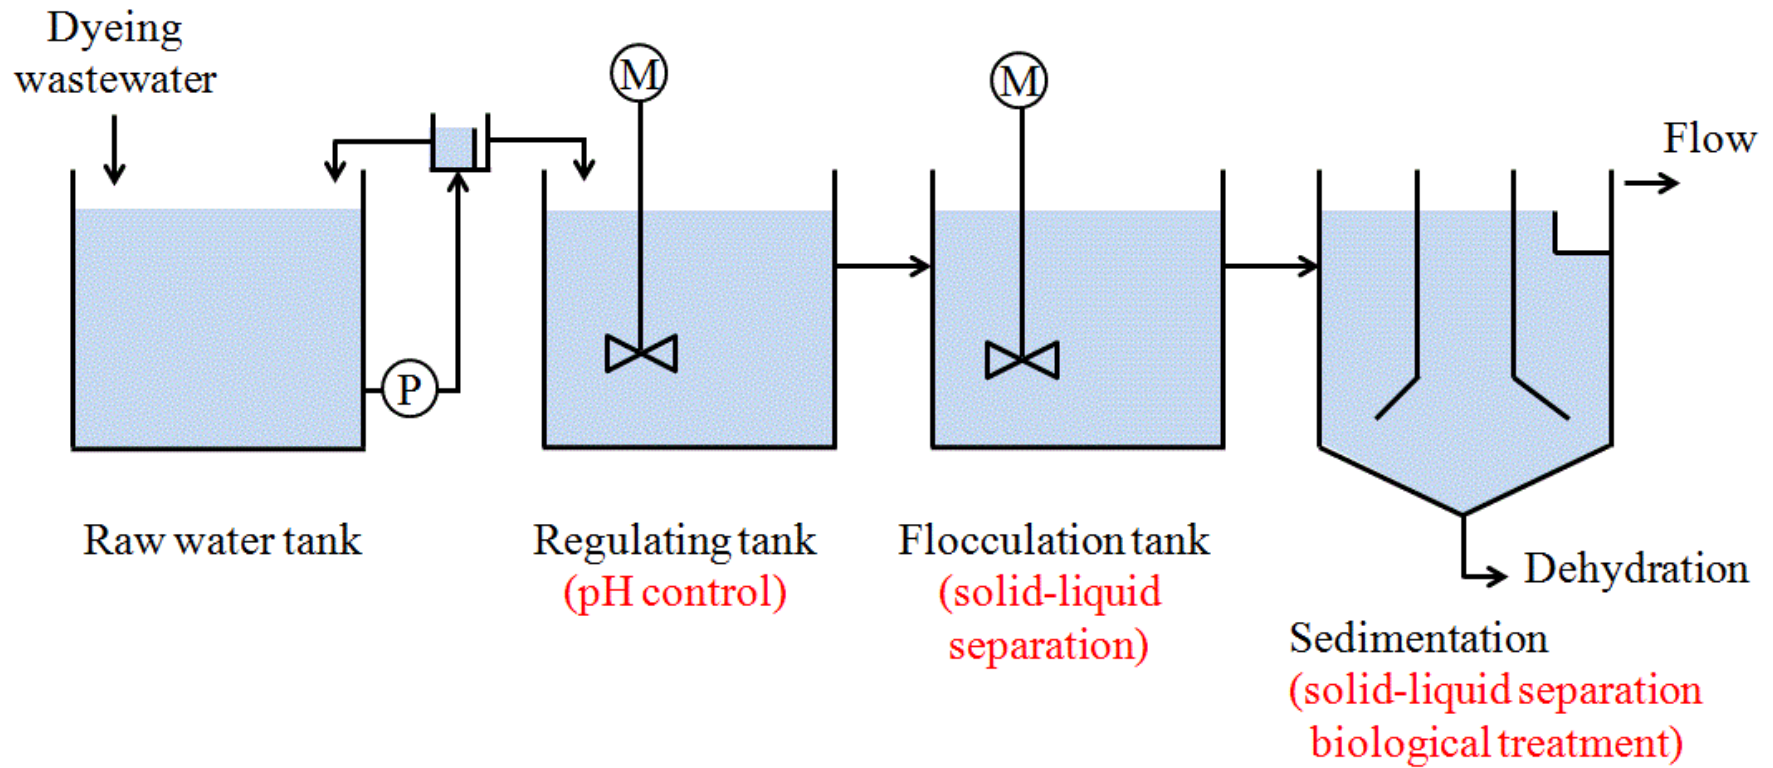 Dyeing
wastewater
M
M
Flow
P
Raw water tank
Regulating tank
(pH control)
Flocculation tank
(solid-liquid
separation)
Dehydration
Sedimentation
(solid-liquid separation
biological treatment)